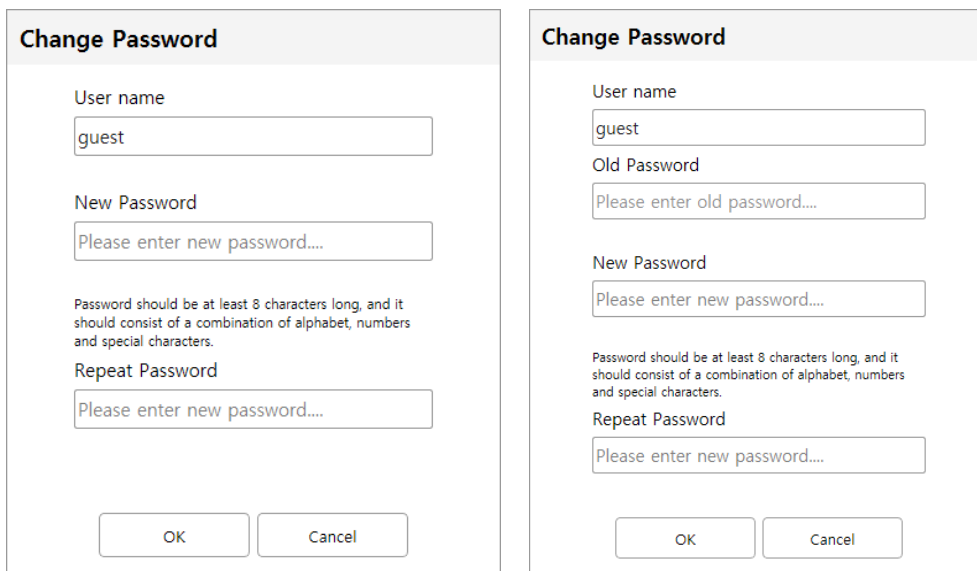 Change Password
User name
guest
New Password
Please enter new password....
Password should be at least 8 characters long, and it
should consist of a combination of alphabet, numbers
and special characters.
Repeat Password
Please enter new password....
OK
Cancel
Change Password
User name
guest
Old Password
Please enter old password....
New Password
Please enter new password....
Password should be at least 8 characters long, and it
should consist of a combination of alphabet, numbers
and special characters.
Repeat Password
Please enter new password....
OK
Cancel